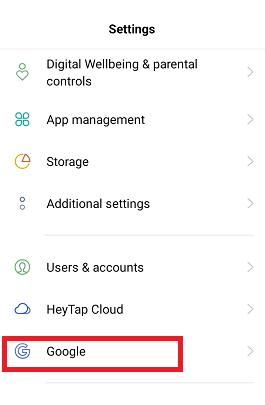 Settings
Digital Wellbeing & parental
controls
App management
Storage
Additional settings
Users & accounts
HeyTap Cloud
Google